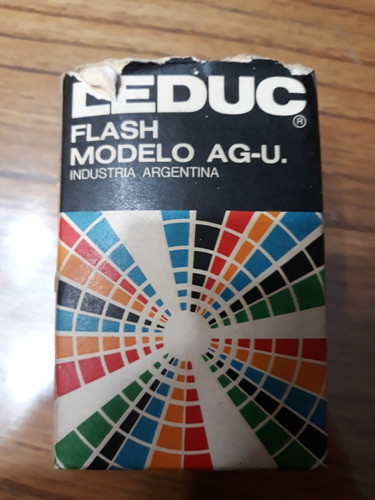 LEDUC®
FLASH
MODELO AG-U.
INDUSTRIA ARGENTINA